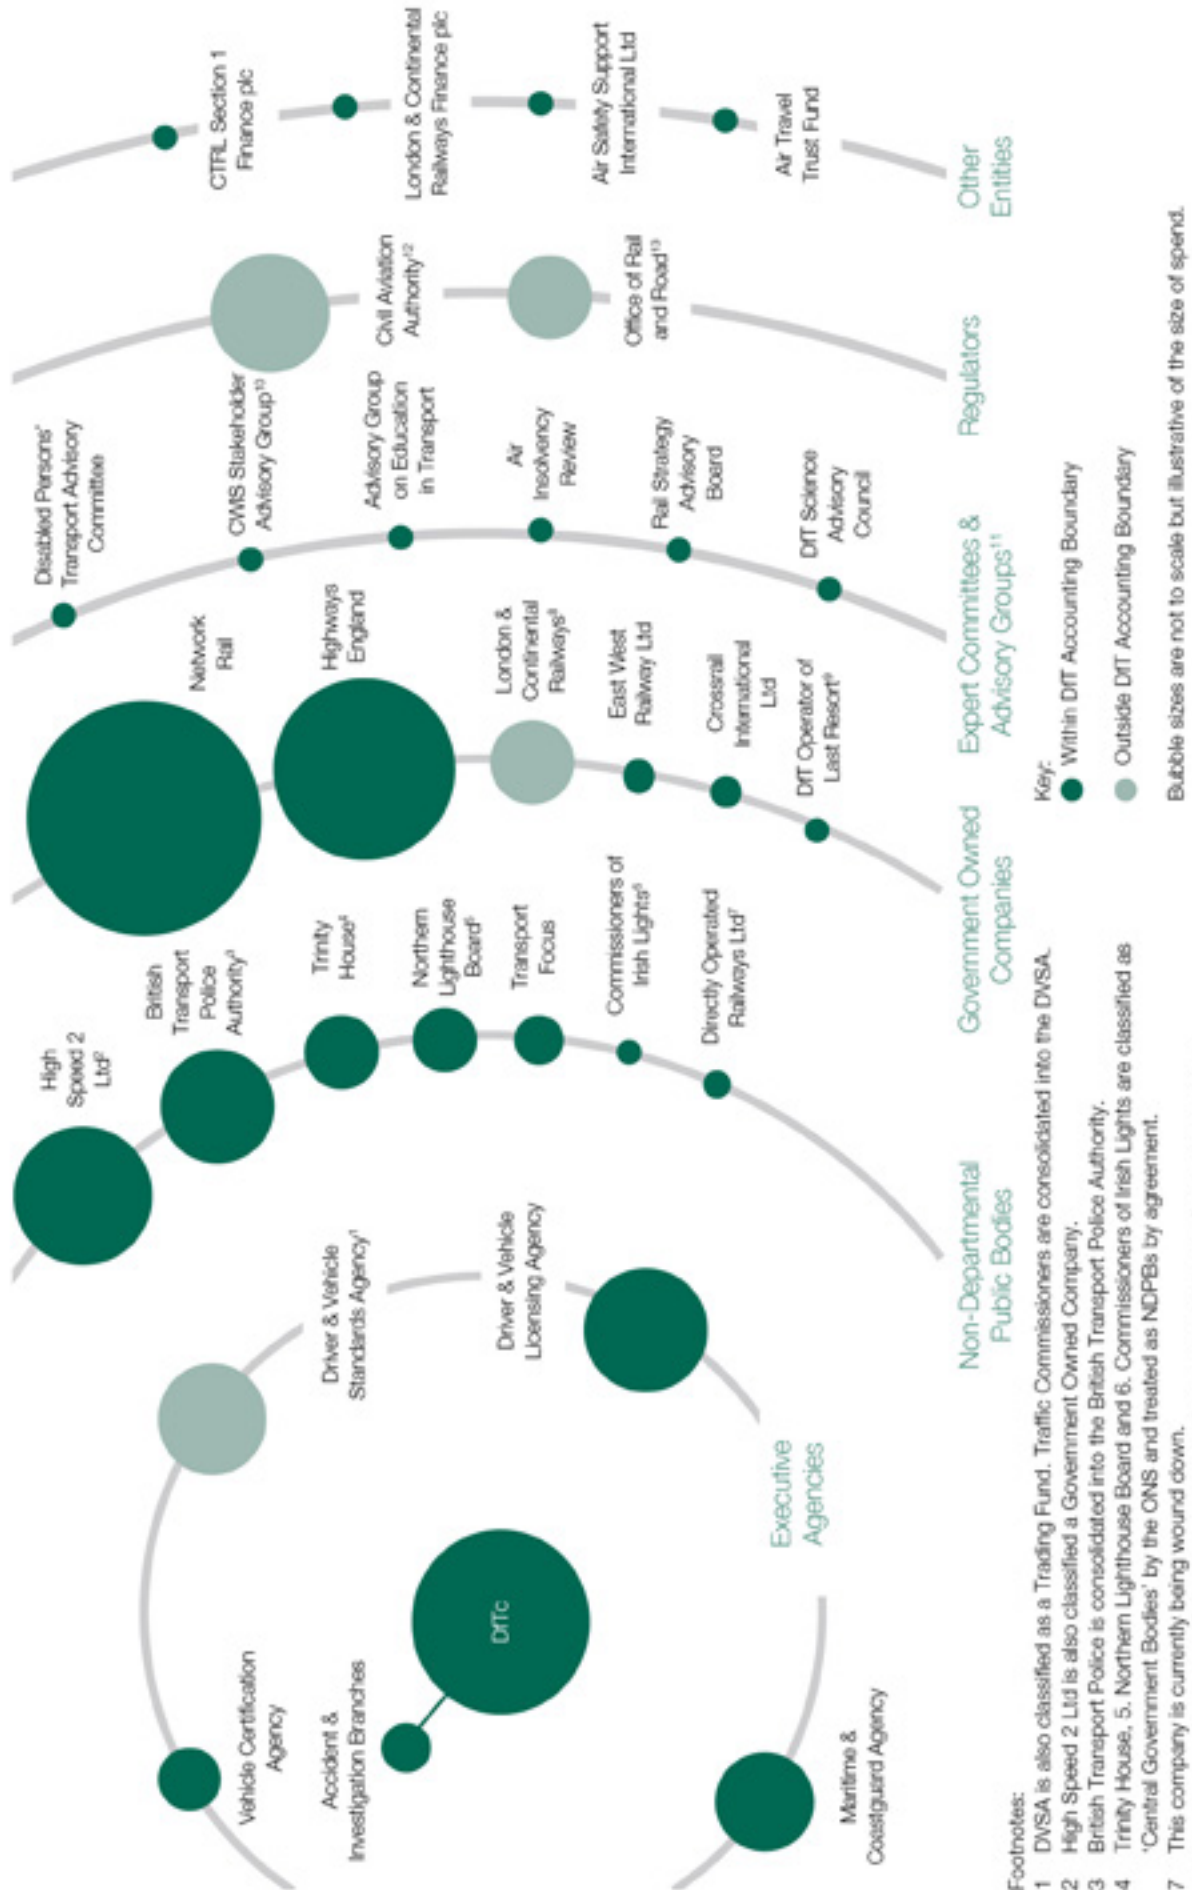 Vehicle Certification
Agency
Accident &
Investigation Branches
DfTc
Maritime &
Coastguard Agency
Driver & Vehicle
Standards Agency¹
Driver & Vehicle
Licensing Agency
Executive
Agencies
High
Speed 2
Ltd²
British
Transport
Police
Authority³
Trinity
House⁴
Northern
Lighthouse
Board⁵
Transport
Focus
Commissioners of
Irish Lights⁶
Directly Operated
Railways Ltd⁷
Non-Departmental
Public Bodies
Network
Rail
Highways
England
London &
Continental
Railways⁸
East West
Railway Ltd
Crossrail
International
Ltd
DfT Operator of
Last Resort⁹
Government Owned
Companies
Disabled Persons'
Transport Advisory
Committee
CWIS Stakeholder
Advisory Group¹⁰
Advisory Group
on Education
in Transport
Air
Insolvency
Review
Rail Strategy
Advisory
Board
DfT Science
Advisory
Council
Expert Committees &
Advisory Groups¹¹
Civil Aviation
Authority¹²
Office of Rail
and Road¹³
Regulators
CTRL Section 1
Finance plc
London & Continental
Railways Finance plc
Air Safety Support
International Ltd
Air Travel
Trust Fund
Other
Entities
Key:
Within DfT Accounting Boundary
Outside DfT Accounting Boundary
Bubble sizes are not to scale but illustrative of the size of spend.
Footnotes:
1 DVSA is also classified as a Trading Fund. Traffic Commissioners are consolidated into the DVSA.
2 High Speed 2 Ltd is also classified a Government Owned Company.
3 British Transport Police is consolidated into the British Transport Police Authority.
4 Trinity House, 5. Northern Lighthouse Board and 6. Commissioners of Irish Lights are classified as
'Central Government Bodies' by the ONS and treated as NDPBs by agreement.
7 This company is currently being wound down.